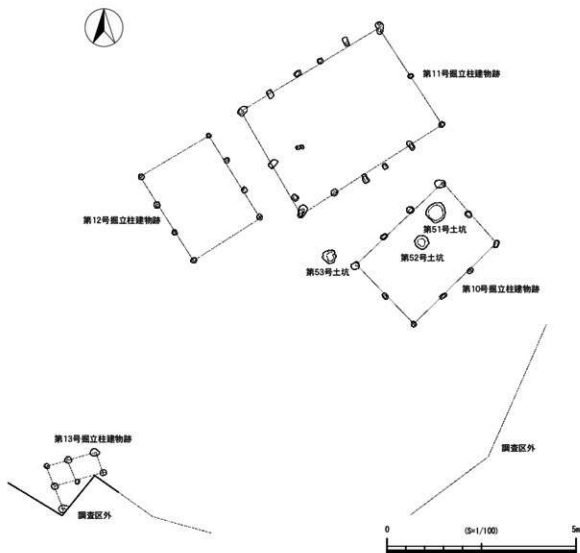 第11号掘立柱建物跡
第12号掘立柱建物跡
第51号土坑
第52号土坑
第53号土坑
第10号掘立柱建物跡
第13号掘立柱建物跡
調査区外
調査区外
0 (S=1/100) 5m